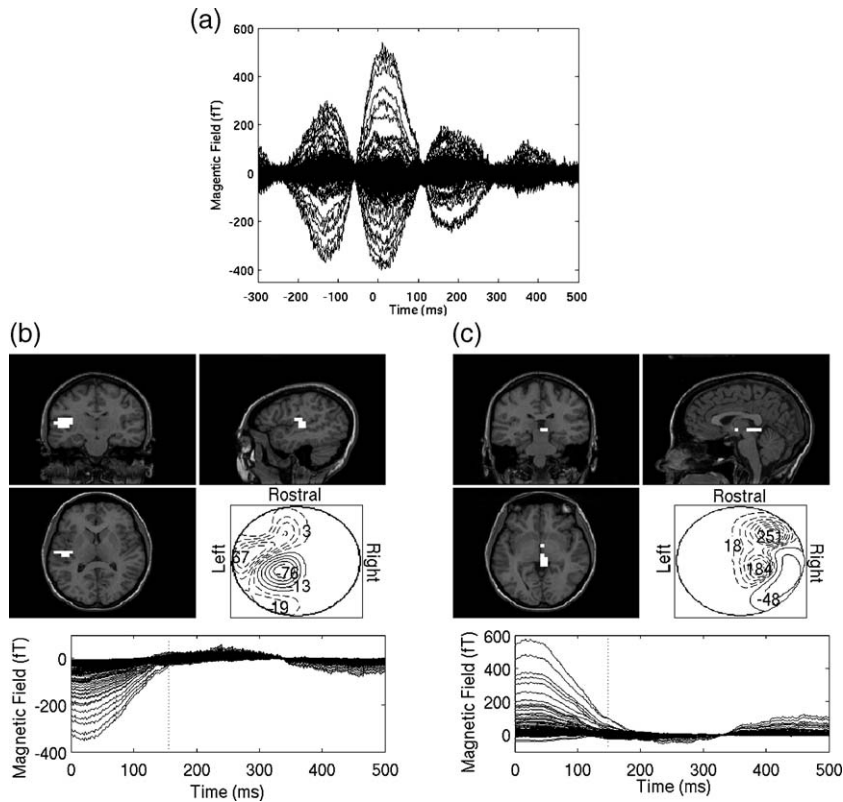 (a)
Magentic Field (fT)
600
400
200
0
-200
-400
-300 -200 -100 0 100 200 300 400 500
Time (ms)
(b)
(c)
Rostral
Left
Right
3
67
-76
-13
19
Rostral
Left
Right
251
18
184
-48
Magnetic Field (fT)
0
-200
-400
0 100 200 300 400 500
Time (ms)
Magnetic Field (fT)
600
400
200
0
0 100 200 300 400 500
Time (ms)